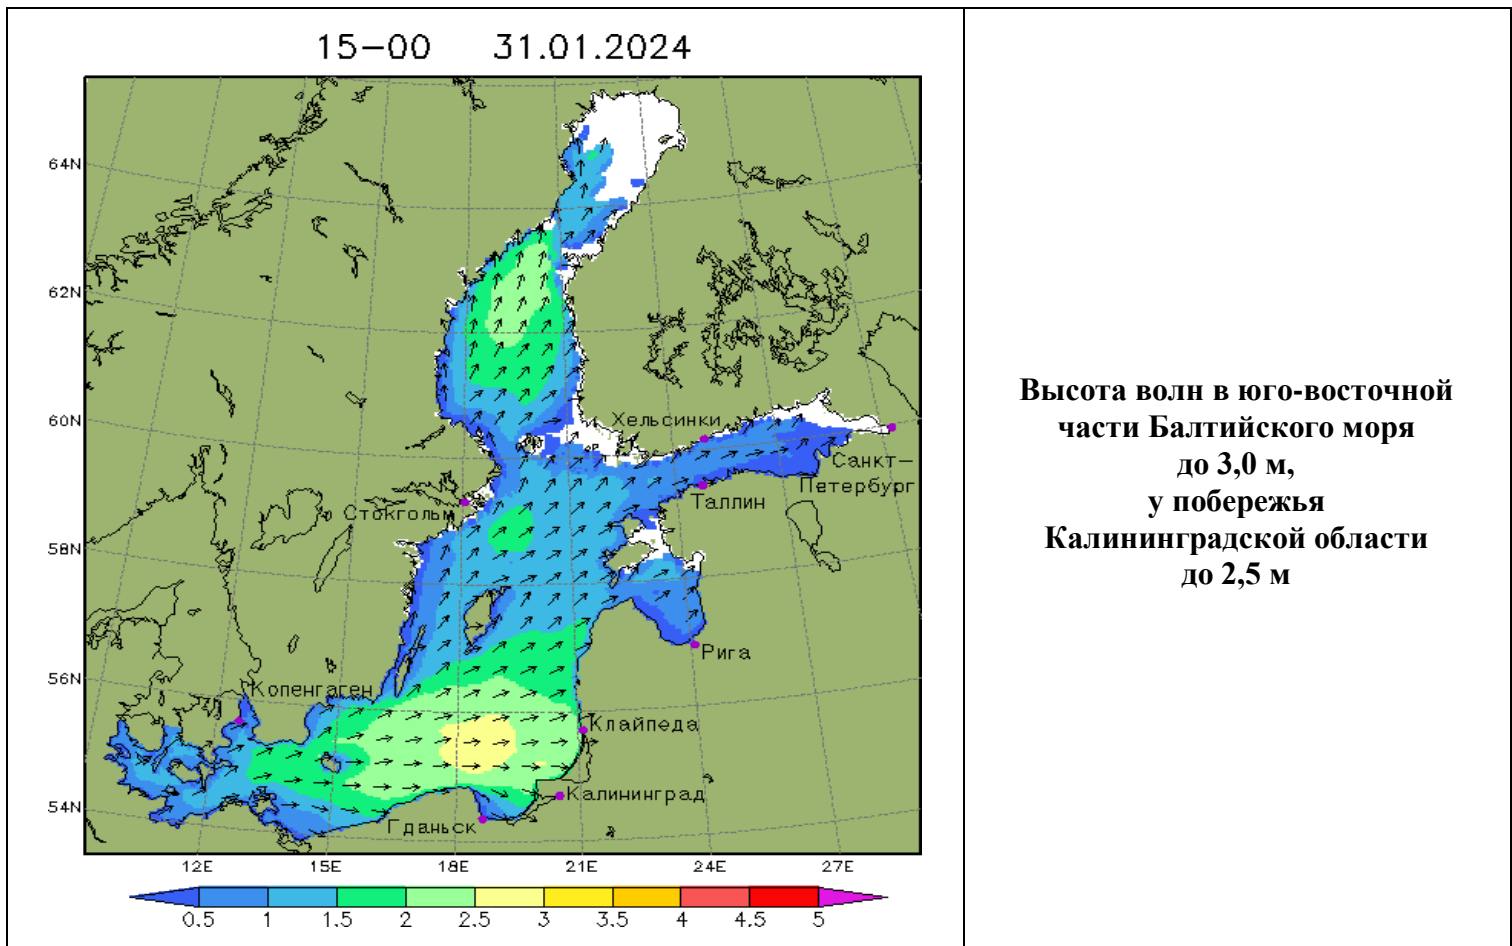 15-00 31.01.2024
64N
62N
60N
58N
56N
54N
Хельсинки
Санкт-
Петербург
Таллин
Стокгольм
Рига
Копенгаген
Клайпеда
Калининград
Гданьск
12E 15E 18E 21E 24E 27E
0.5 1 1.5 2 2.5 3 3.5 4 4.5 5
Высота волн в юго-восточной
части Балтийского моря
до 3,0 м,
у побережья
Калининградской области
до 2,5 м